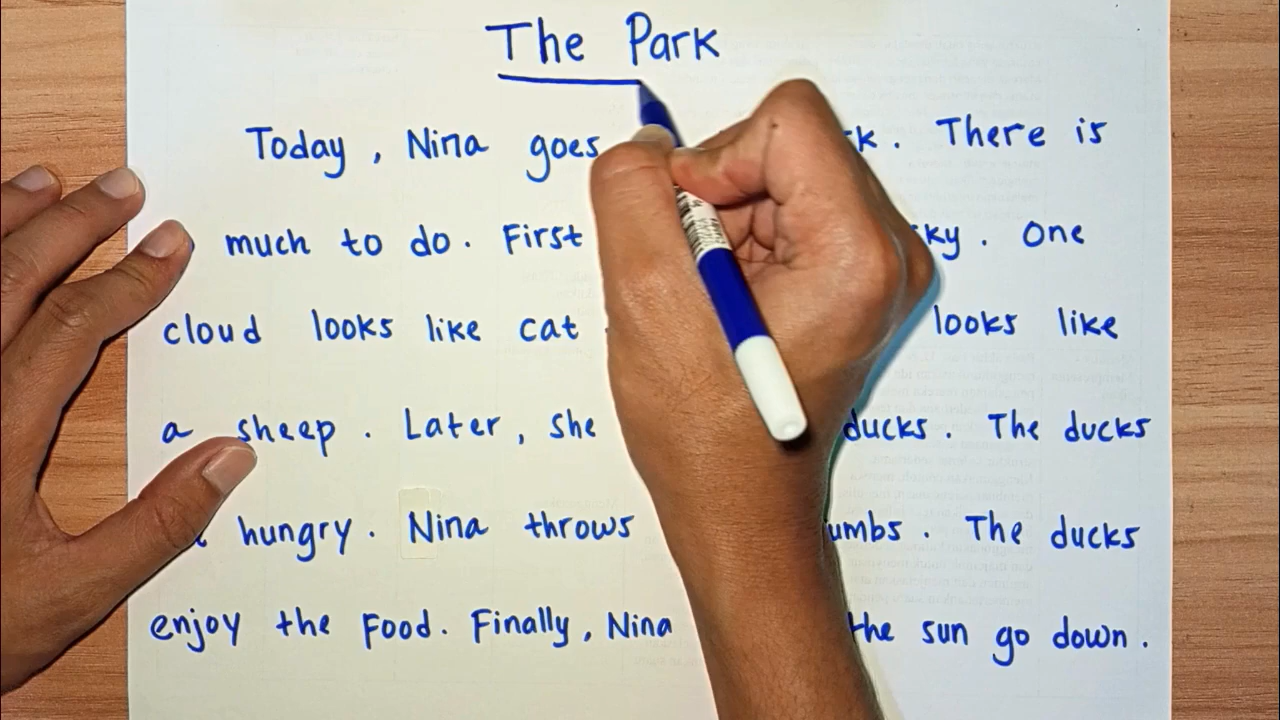 The Park
Today, Nina goes. There is
much to do. First. One
cloud looks like cat looks like
a sheep. Later, she ducks. The ducks
hungry. Nina throws. The ducks
enjoy the food. Finally, Nina the sun go down.